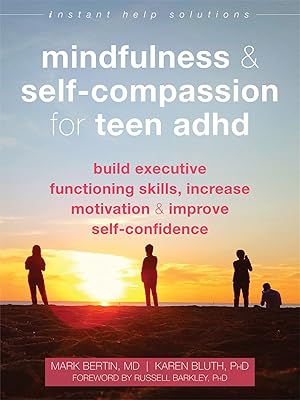 instant help solutions
mindfulness &
self-compassion
for teen adhd
build executive
functioning skills, increase
motivation & improve
self-confidence
MARK BERTIN, MD | KAREN BLUTH, PHD
FOREWORD BY RUSSELL BARKLEY, PHD